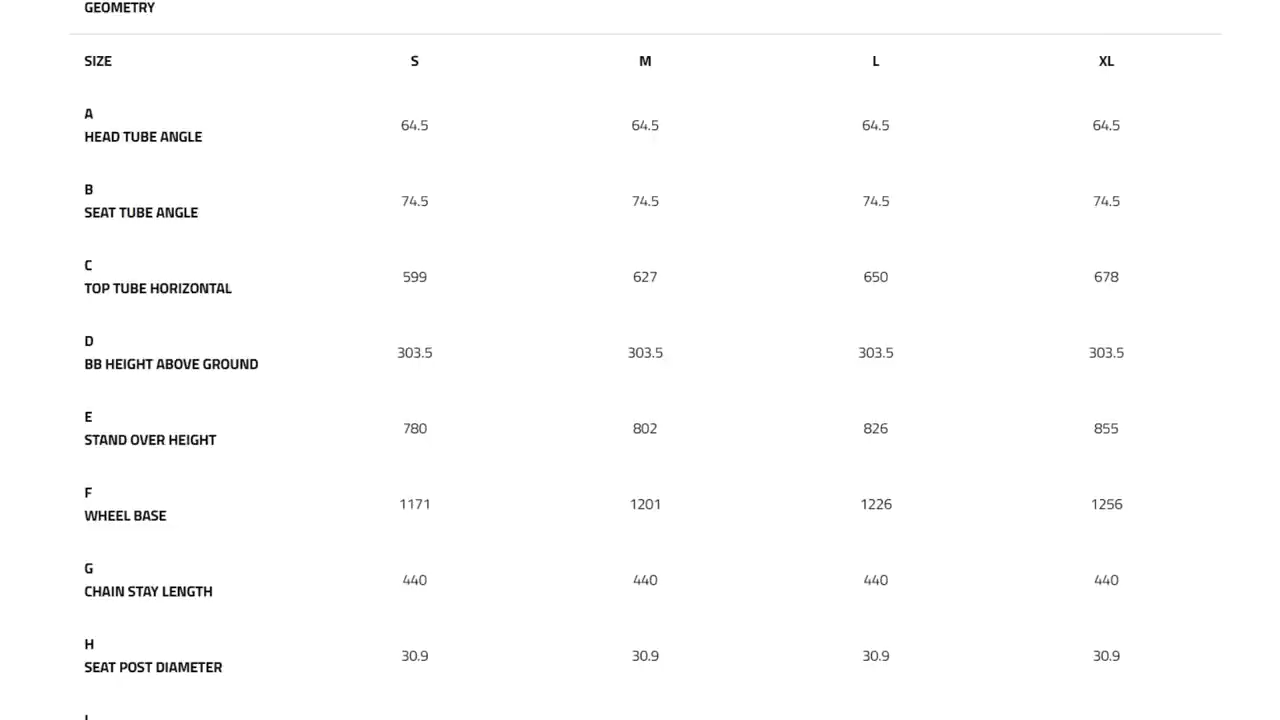 GEOMETRY
SIZE S M L XL
A
HEAD TUBE ANGLE 64.5 64.5 64.5 64.5
B
SEAT TUBE ANGLE 74.5 74.5 74.5 74.5
C
TOP TUBE HORIZONTAL 599 627 650 678
D
BB HEIGHT ABOVE GROUND 303.5 303.5 303.5 303.5
E
STAND OVER HEIGHT 780 802 826 855
F
WHEEL BASE 1171 1201 1226 1256
G
CHAIN STAY LENGTH 440 440 440 440
H
SEAT POST DIAMETER 30.9 30.9 30.9 30.9